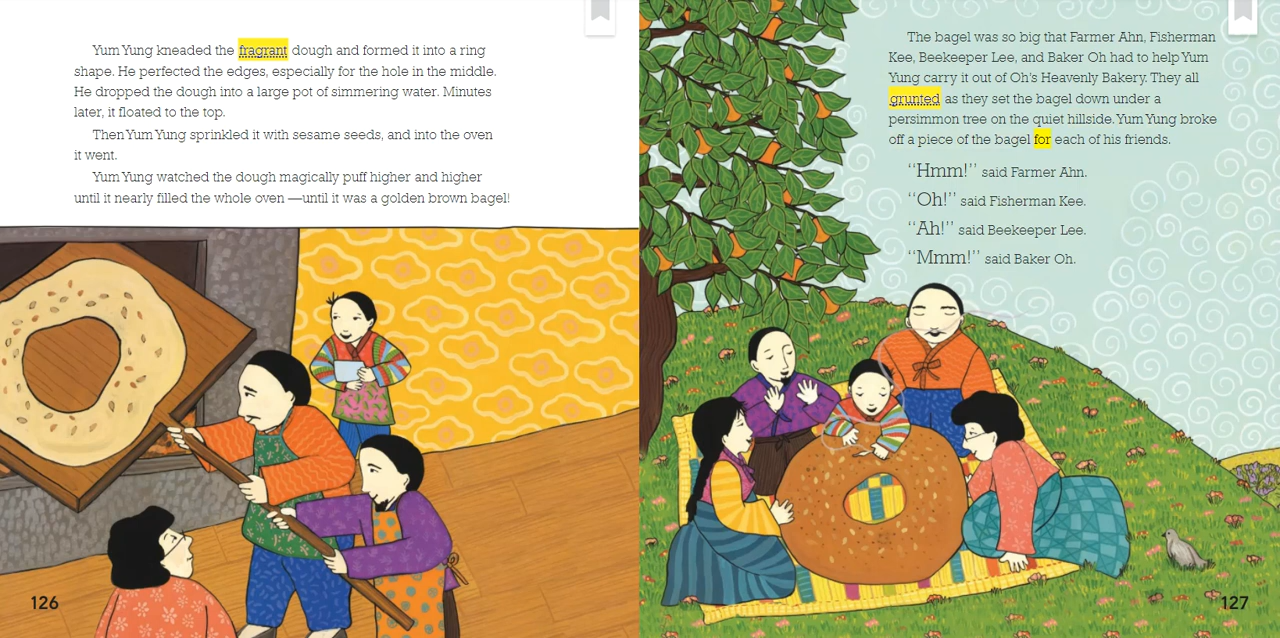 Yum Yung kneaded the fragrant dough and formed it into a ring
shape. He perfected the edges, especially for the hole in the middle.
He dropped the dough into a large pot of simmering water. Minutes
later, it floated to the top.
Then Yum Yung sprinkled it with sesame seeds, and into the oven
it went.
Yum Yung watched the dough magically puff higher and higher
until it nearly filled the whole oven —until it was a golden brown bagel!
126
The bagel was so big that Farmer Ahn, Fisherman
Kee, Beekeeper Lee, and Baker Oh had to help Yum
Yung carry it out of Oh's Heavenly Bakery. They all
grunted as they set the bagel down under a
persimmon tree on the quiet hillside. Yum Yung broke
off a piece of the bagel for each of his friends.
“Hmm!” said Farmer Ahn.
“Oh!” said Fisherman Kee.
“Ah!” said Beekeeper Lee.
“Mmm!” said Baker Oh.
127